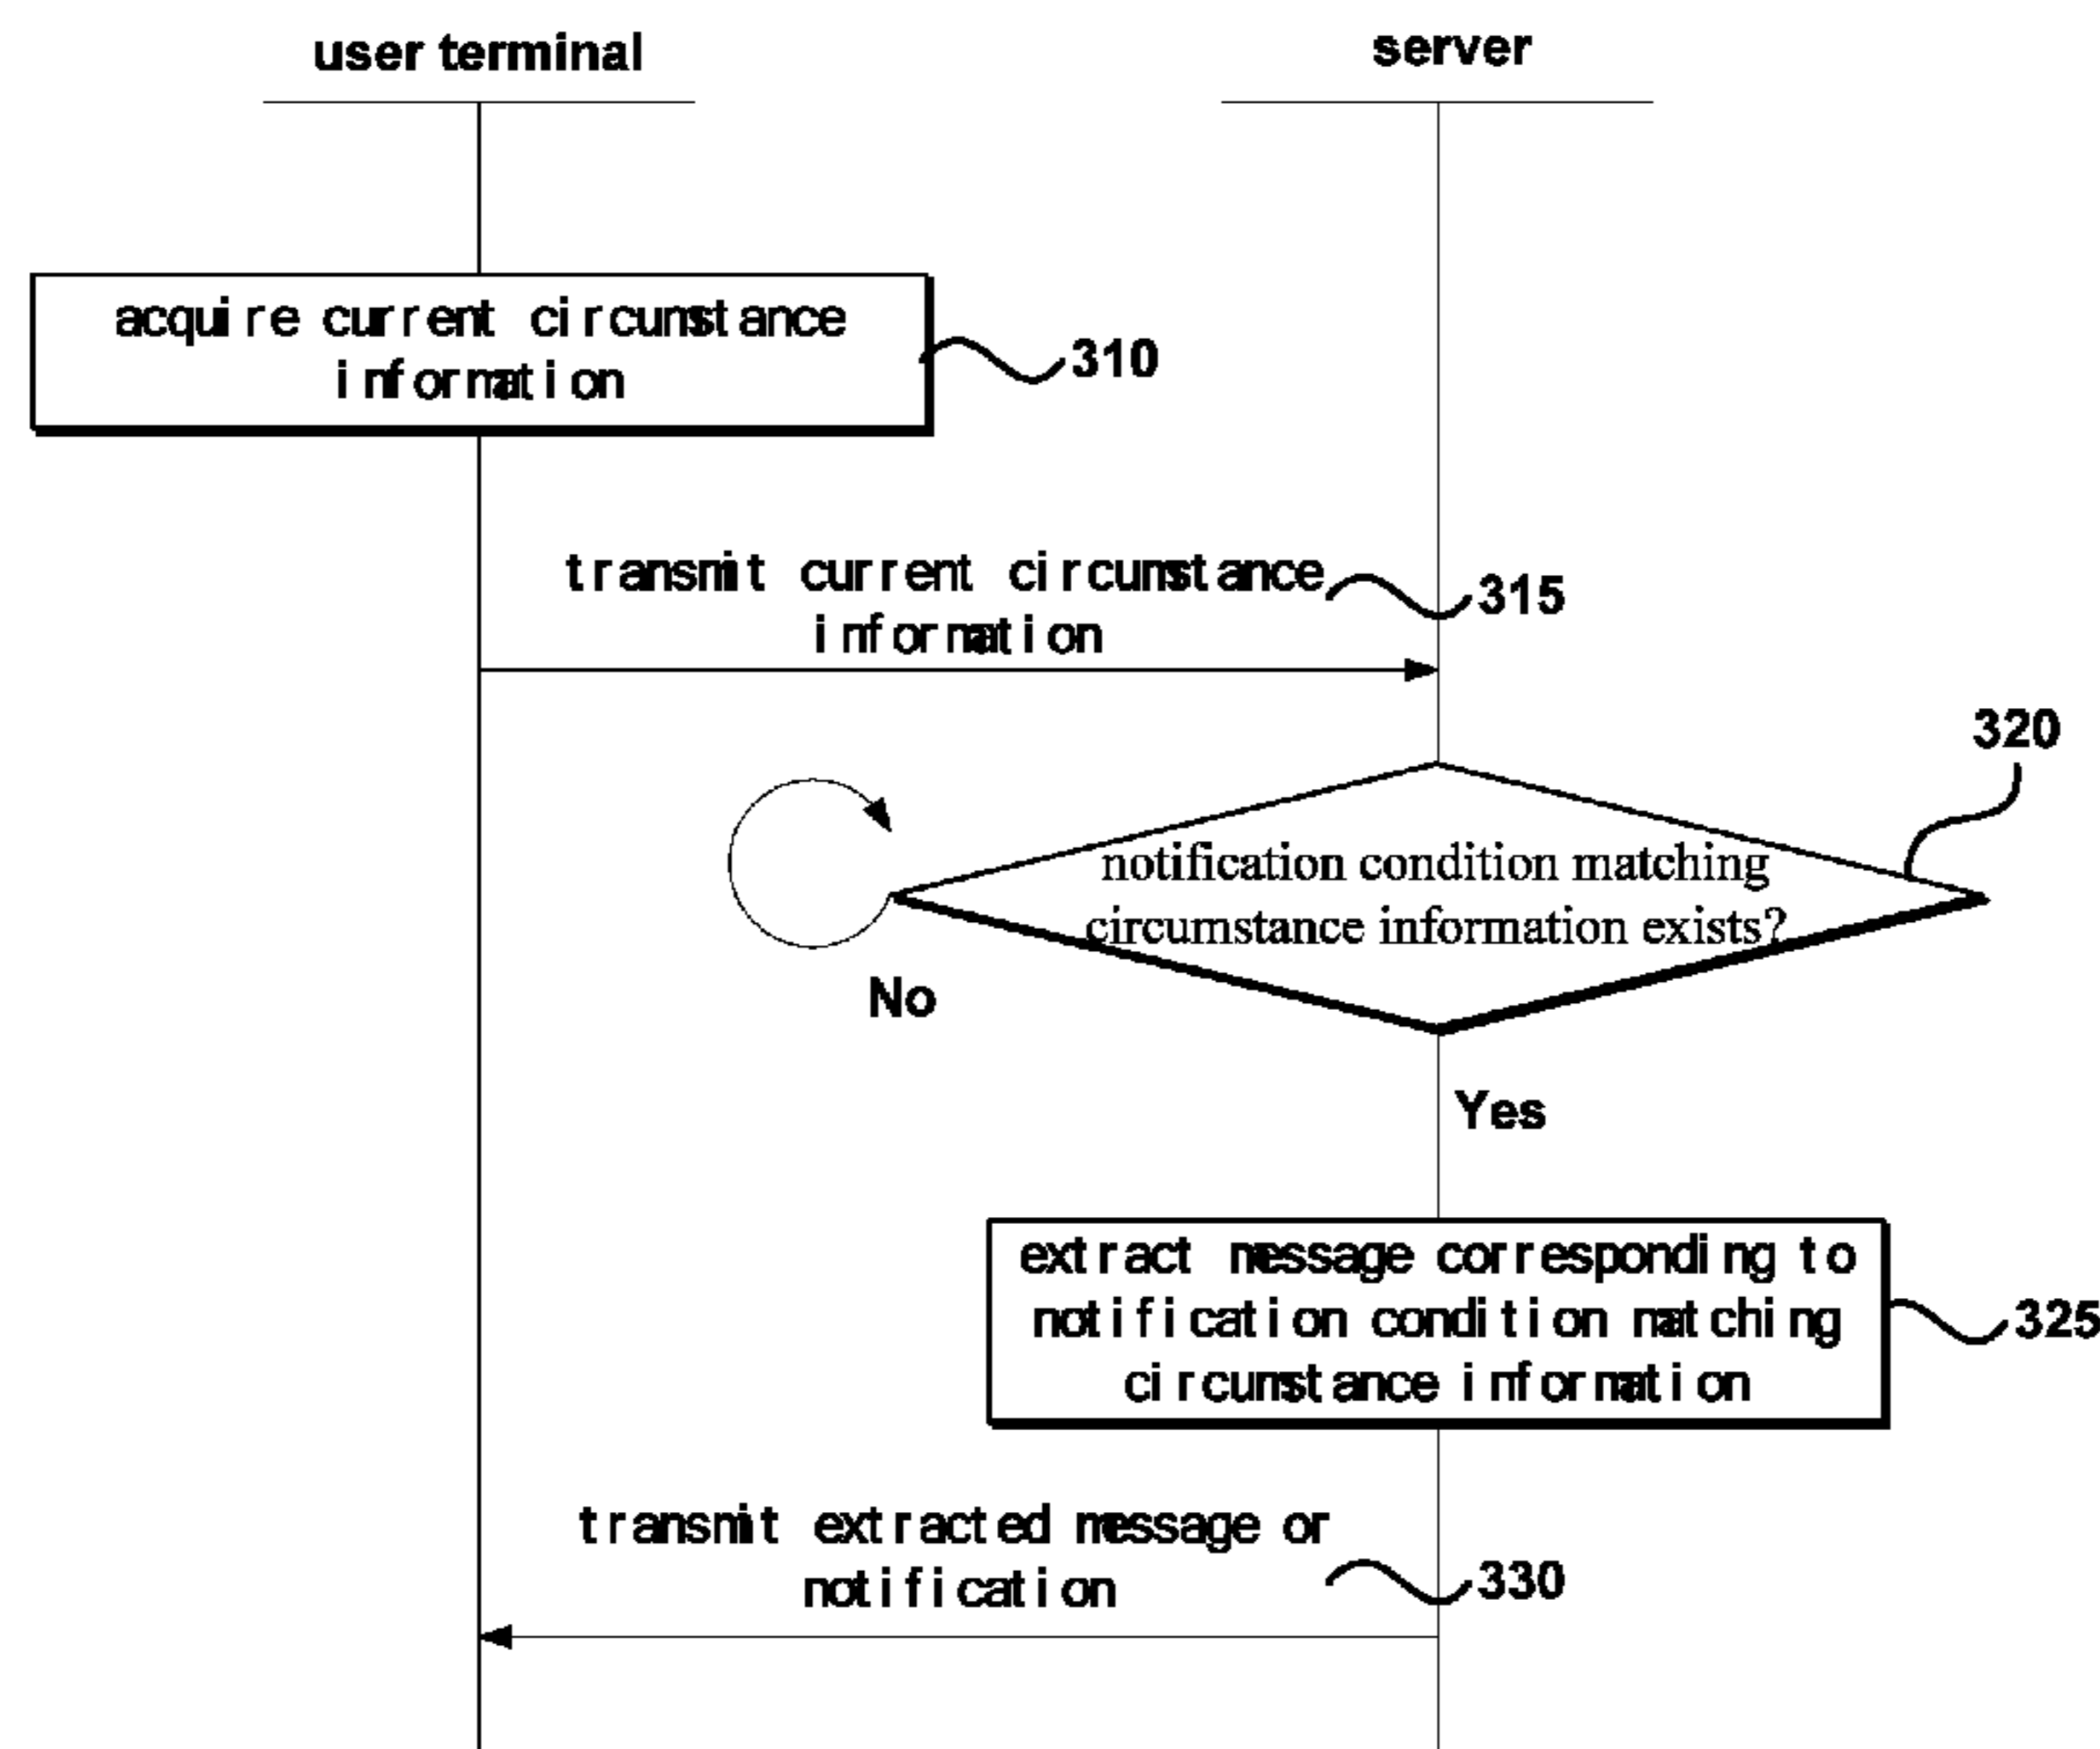 user terminal
server
acquire current circumstance
information
310
transmit current circumstance
information
315
320
notification condition matching
circumstance information exists?
No
Yes
extract message corresponding to
notification condition matching
circumstance information
325
transmit extracted message or
notification
330